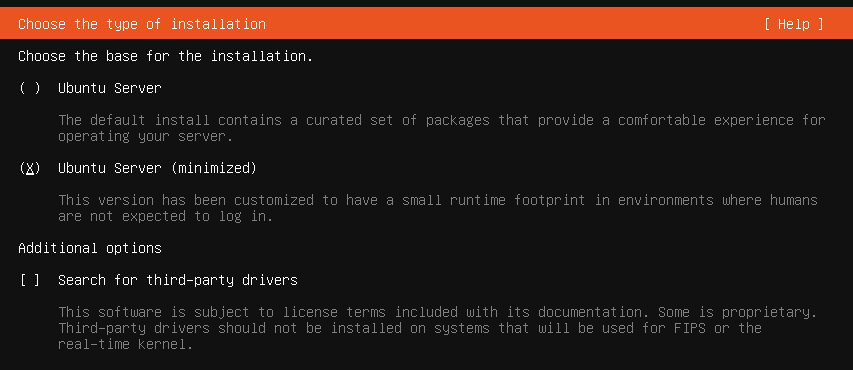 Choose the type of installation [ Help ]
Choose the base for the installation.
( ) Ubuntu Server
The default install contains a curated set of packages that provide a comfortable experience for
operating your server.
(X) Ubuntu Server (minimized)
This version has been customized to have a small runtime footprint in environments where humans
are not expected to log in.
Additional options
[ ] Search for third-party drivers
This software is subject to license terms included with its documentation. Some is proprietary.
Third-party drivers should not be installed on systems that will be used for FIPS or the
real-time kernel.